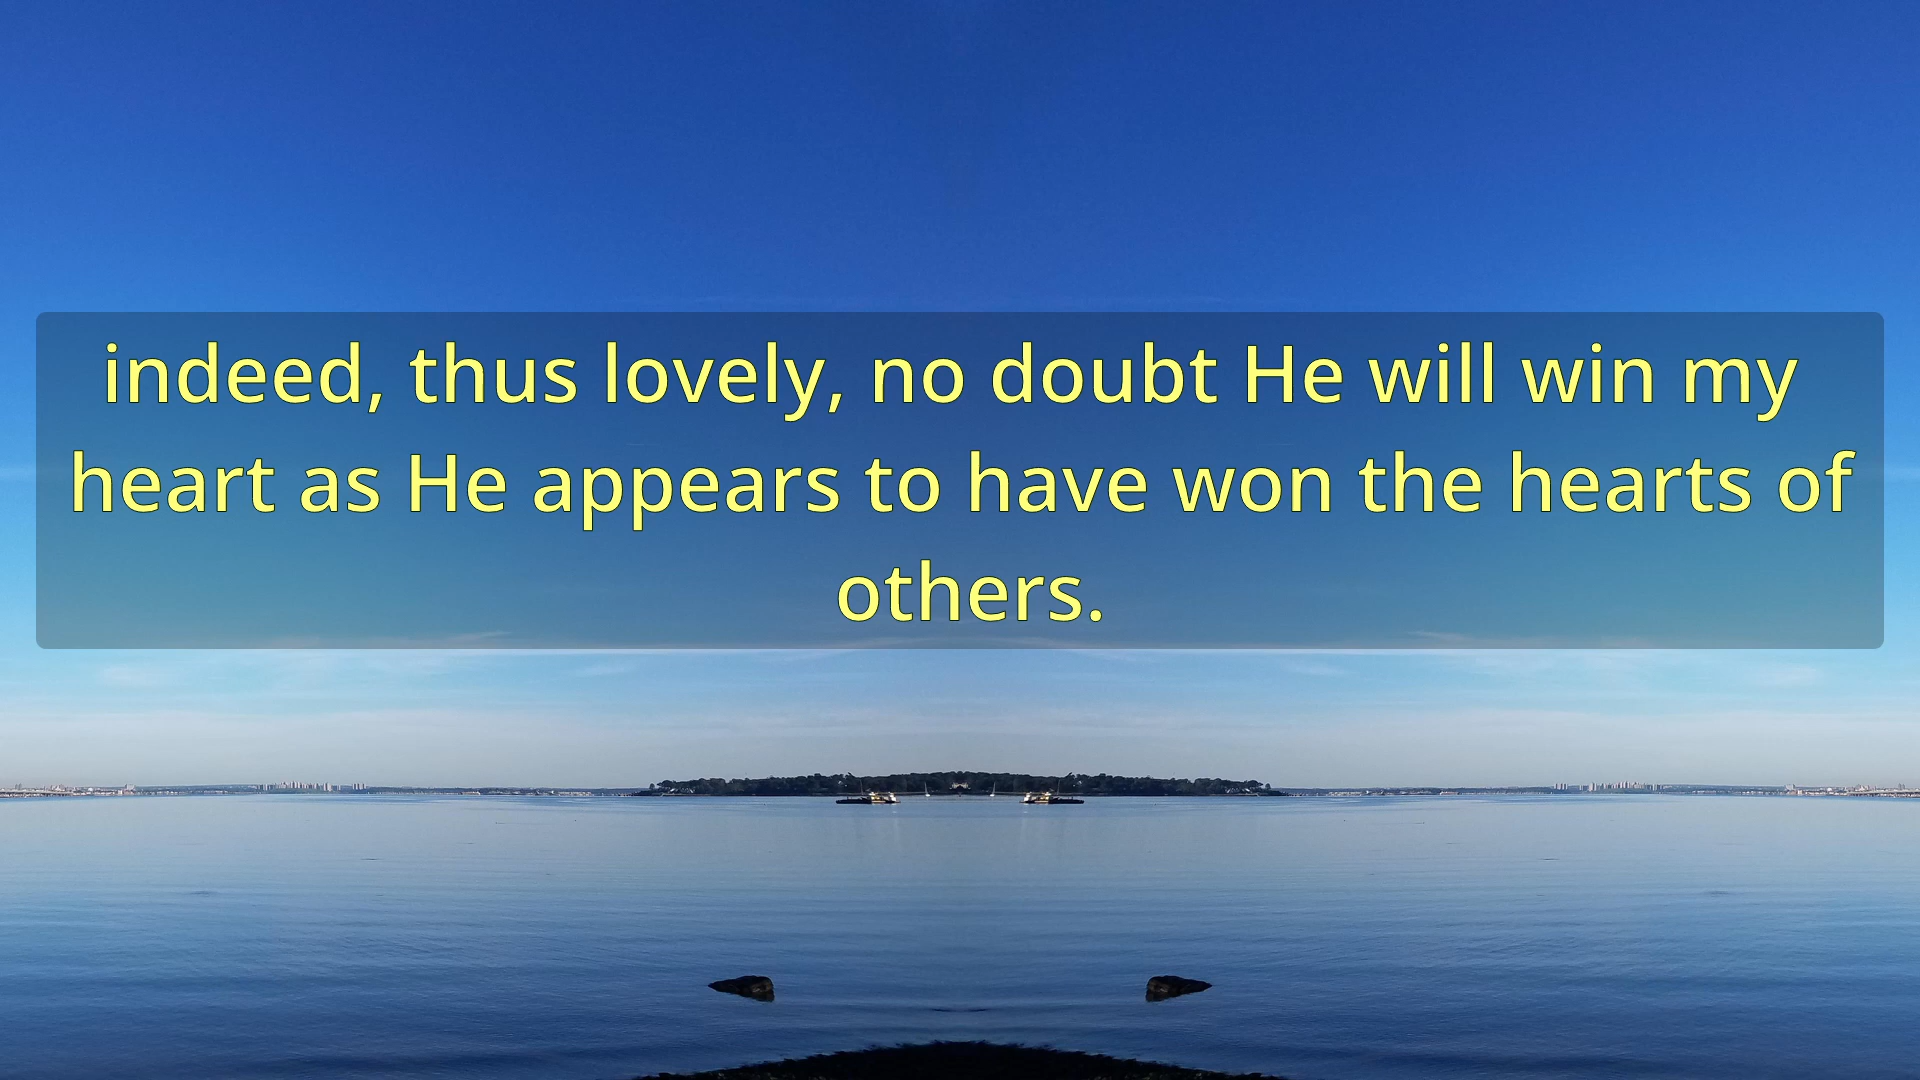 indeed, thus lovely, no doubt He will win my
heart as He appears to have won the hearts of
others.